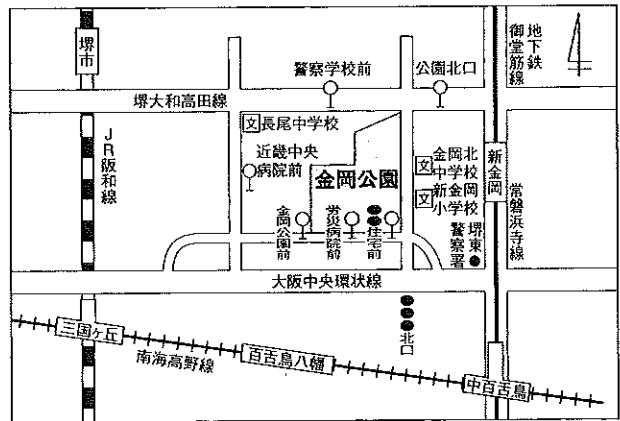 堺市
警察学校前
公園北口
地下鉄
御堂筋線
堺大和高田線
文長尾中学校
JR阪和線
近畿中央
病院前
金岡公園
文金岡北
中学校
文新金岡
小学校
新金岡
常磐浜寺線
金岡公園前
労災病院前
●●住宅前
堺東
警察署
大阪中央環状線
●●●北口
三国ヶ丘
南海高野線
百舌鳥八幡
中百舌鳥